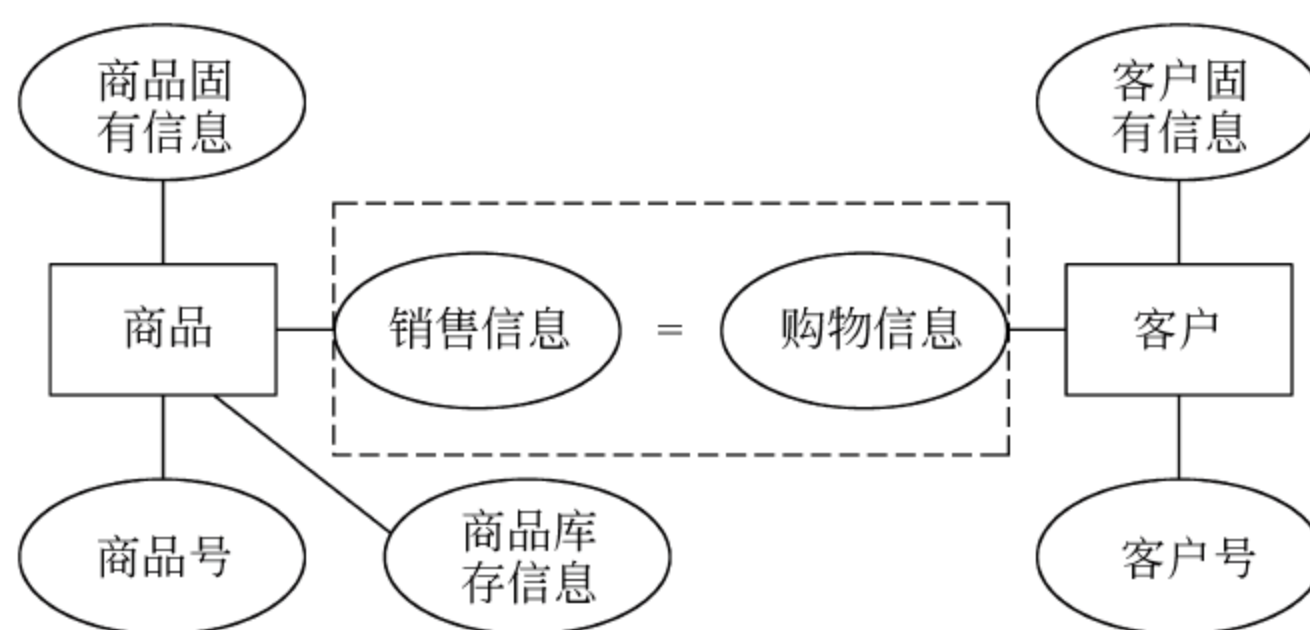 商品固
有信息
客户固
有信息
商品
销售信息
=
购物信息
客户
商品号
商品库
存信息
客户号